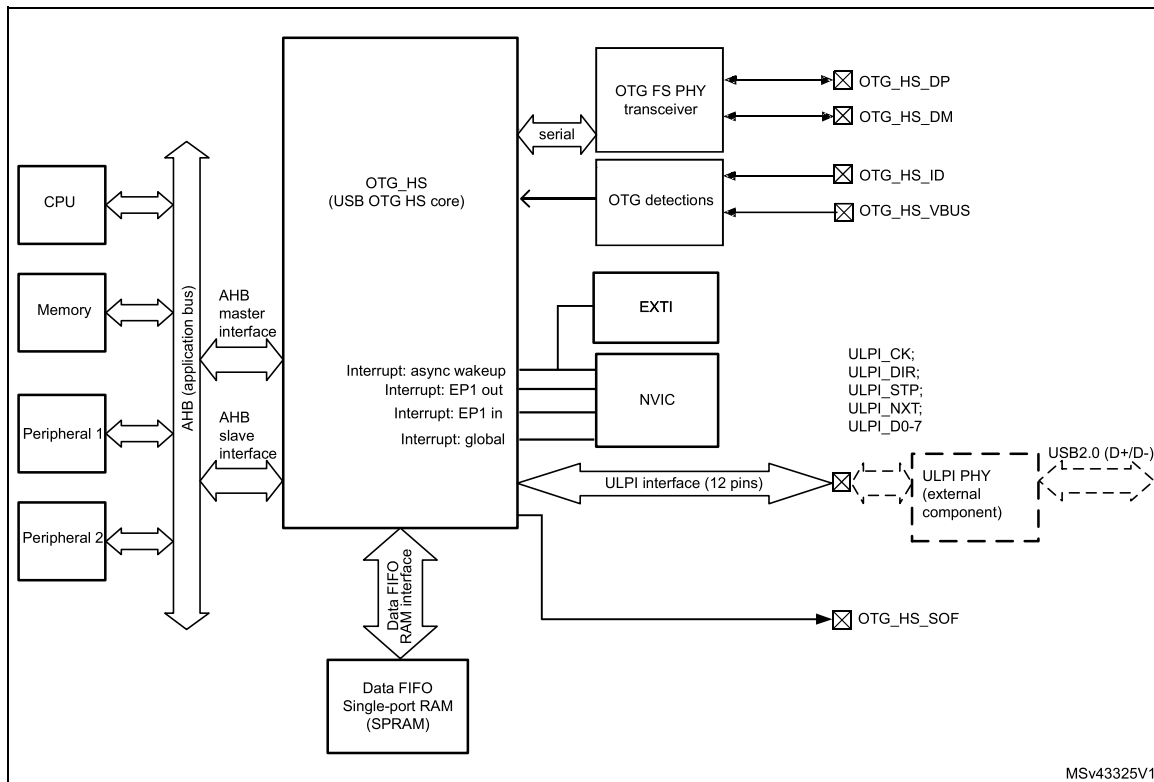 OTG FS PHY
transceiver
OTG_HS_DP
OTG_HS_DM
serial
OTG_HS
(USB OTG HS core)
OTG detections
OTG_HS_ID
OTG_HS_VBUS
CPU
Memory
Peripheral 1
Peripheral 2
AHB (application bus)
AHB
master
interface
AHB
slave
interface
EXTI
NVIC
Interrupt: async wakeup
Interrupt: EP1 out
Interrupt: EP1 in
Interrupt: global
ULPI_CK;
ULPI_DIR;
ULPI_STP;
ULPI_NXT;
ULPI_D0-7
ULPI interface (12 pins)
ULPI PHY
(external
component)
USB2.0 (D+/D-)
Data FIFO
RAM interface
OTG_HS_SOF
Data FIFO
Single-port RAM
(SPRAM)
MSv43325V1